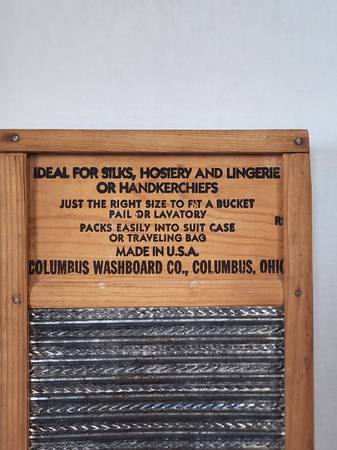 IDEAL FOR SILKS, HOSIERY AND LINGERIE
OR HANDKERCHIEFS
JUST THE RIGHT SIZE TO FIT A BUCKET
PAIL OR LAVATORY
PACKS EASILY INTO SUIT CASE
OR TRAVELING BAG
MADE IN U.S.A.
COLUMBUS WASHBOARD CO., COLUMBUS, OHIO